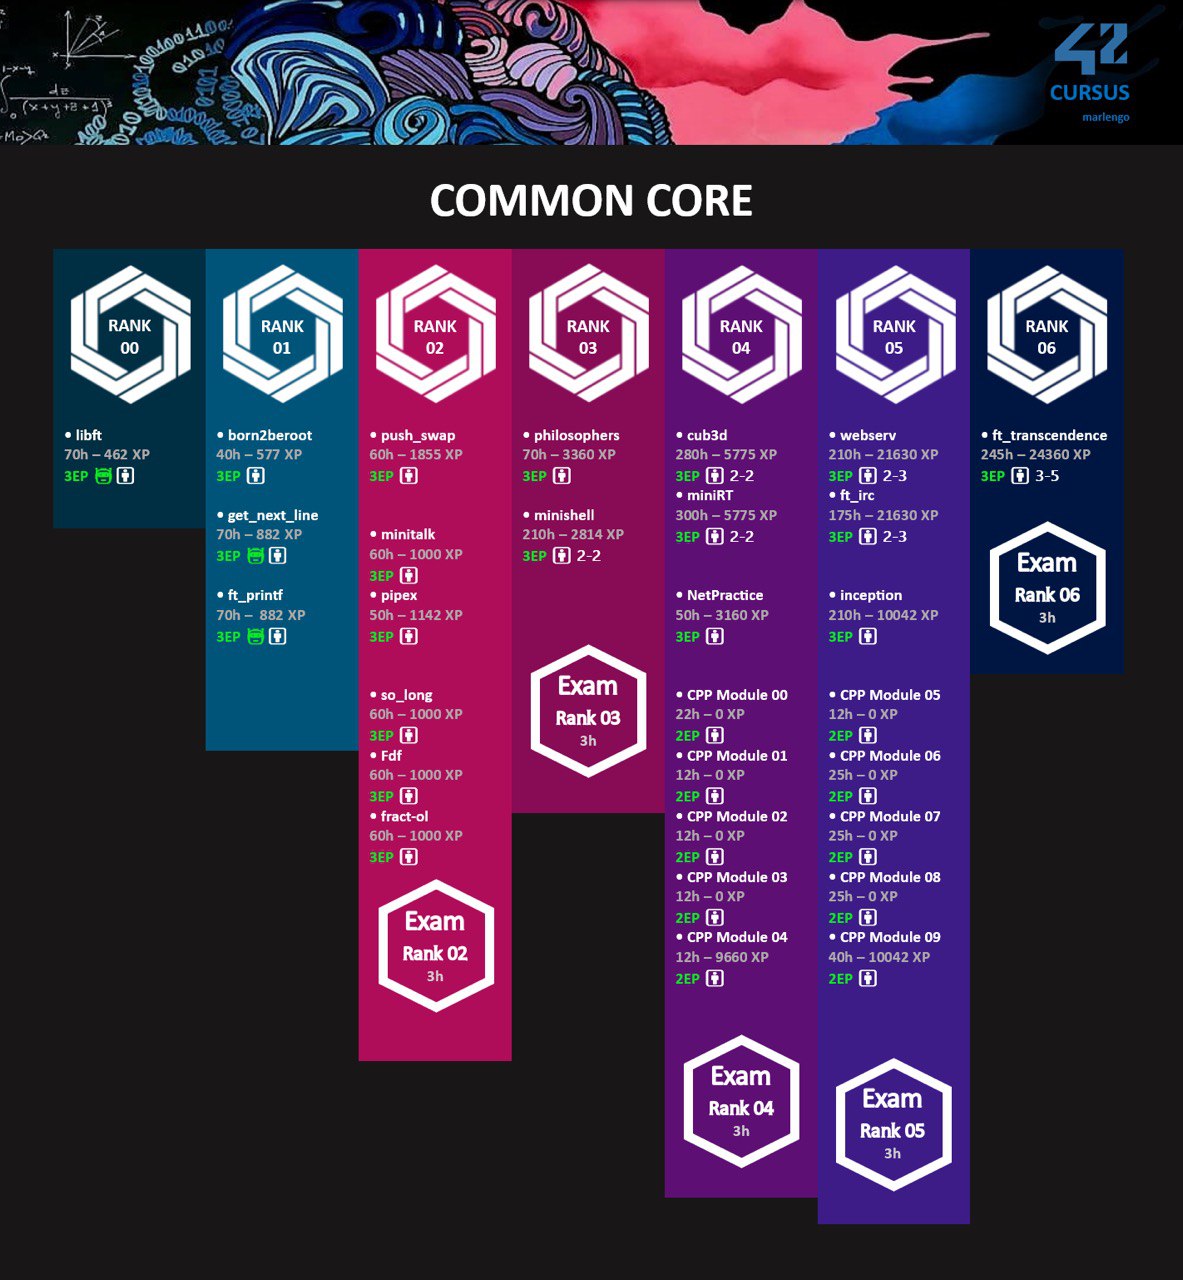 42
CURSUS
marlengo
COMMON CORE
RANK
00
• libft
70h – 462 XP
3EP
RANK
01
• born2beroot
40h – 577 XP
3EP
• get_next_line
70h – 882 XP
3EP
• ft_printf
70h – 882 XP
3EP
RANK
02
• push_swap
60h – 1855 XP
3EP
• minitalk
60h – 1000 XP
3EP
• pipex
50h – 1142 XP
3EP
• so_long
60h – 1000 XP
3EP
• Fdf
60h – 1000 XP
3EP
• fract-ol
60h – 1000 XP
3EP
Exam
Rank 02
3h
RANK
03
• philosophers
70h – 3360 XP
3EP
• minishell
210h – 2814 XP
3EP 2-2
Exam
Rank 03
3h
RANK
04
• cub3d
280h – 5775 XP
3EP 2-2
• miniRT
300h – 5775 XP
3EP 2-2
• NetPractice
50h – 3160 XP
3EP
• CPP Module 00
22h – 0 XP
2EP
• CPP Module 01
12h – 0 XP
2EP
• CPP Module 02
12h – 0 XP
2EP
• CPP Module 03
12h – 0 XP
2EP
• CPP Module 04
12h – 9660 XP
2EP
Exam
Rank 04
3h
RANK
05
• webserv
210h – 21630 XP
3EP 2-3
• ft_irc
175h – 21630 XP
3EP 2-3
• inception
210h – 10042 XP
3EP
• CPP Module 05
12h – 0 XP
2EP
• CPP Module 06
25h – 0 XP
2EP
• CPP Module 07
25h – 0 XP
2EP
• CPP Module 08
25h – 0 XP
2EP
• CPP Module 09
40h – 10042 XP
2EP
Exam
Rank 05
3h
RANK
06
• ft_transcendence
245h – 24360 XP
3EP 3-5
Exam
Rank 06
3h